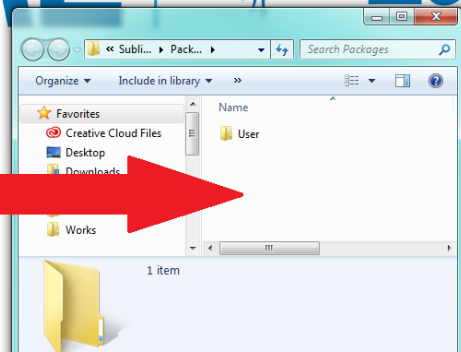 « Subli... ▸ Pack... ▸
Search Packages
Organize ▾ Include in library ▾ »
Name
Favorites
Creative Cloud Files
User
Desktop
Downloads
Works
1 item